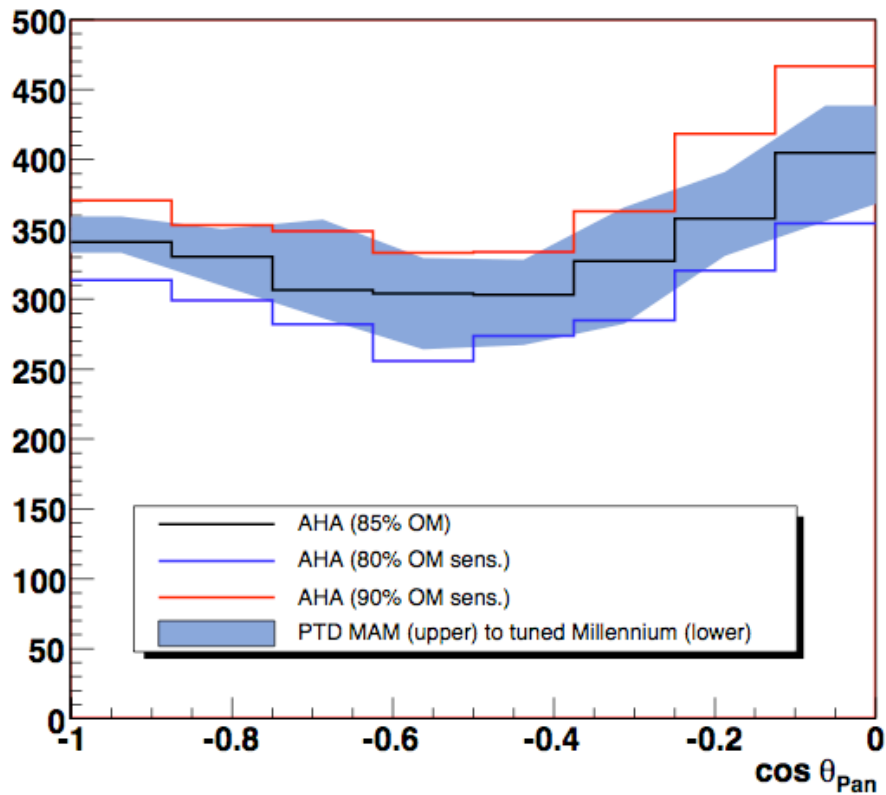 500
450
400
350
300
250
200
150
100
50
0
AHA (85% OM)
AHA (80% OM sens.)
AHA (90% OM sens.)
PTD MAM (upper) to tuned Millennium (lower)
-1 -0.8 -0.6 -0.4 -0.2 0
cos θPan